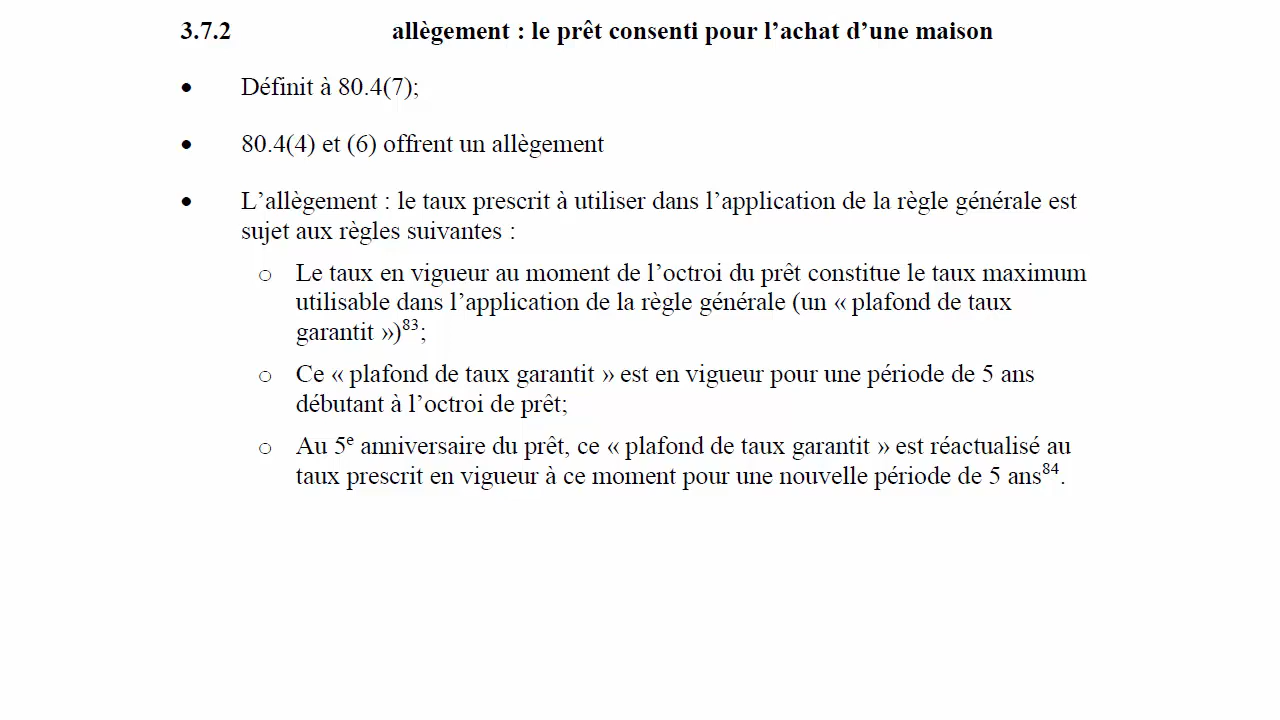 3.7.2 allègement : le prêt consenti pour l’achat d’une maison
• Définit à 80.4(7);
• 80.4(4) et (6) offrent un allègement
• L’allègement : le taux prescrit à utiliser dans l’application de la règle générale est
sujet aux règles suivantes :
o Le taux en vigueur au moment de l’octroi du prêt constitue le taux maximum
utilisable dans l’application de la règle générale (un « plafond de taux
garantit »)83;
o Ce « plafond de taux garantit » est en vigueur pour une période de 5 ans
débutant à l’octroi de prêt;
o Au 5e anniversaire du prêt, ce « plafond de taux garantit » est réactualisé au
taux prescrit en vigueur à ce moment pour une nouvelle période de 5 ans84.